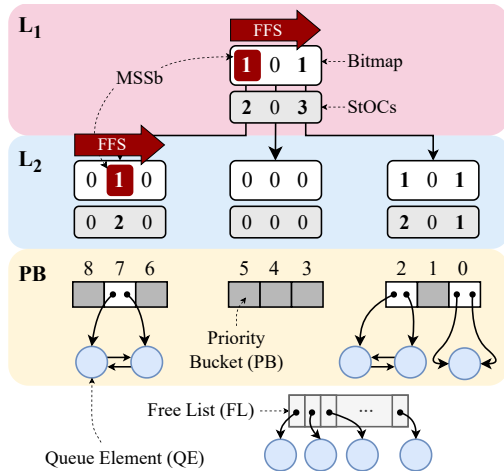 L1
FFS
MSSb
1 0 1
Bitmap
2 0 3
StOCs
FFS
L2
0 1 0
0 0 0
1 0 1
0 2 0
0 0 0
2 0 1
PB
8 7 6
5 4 3
2 1 0
Priority
Bucket (PB)
Free List (FL)
...
Queue Element (QE)